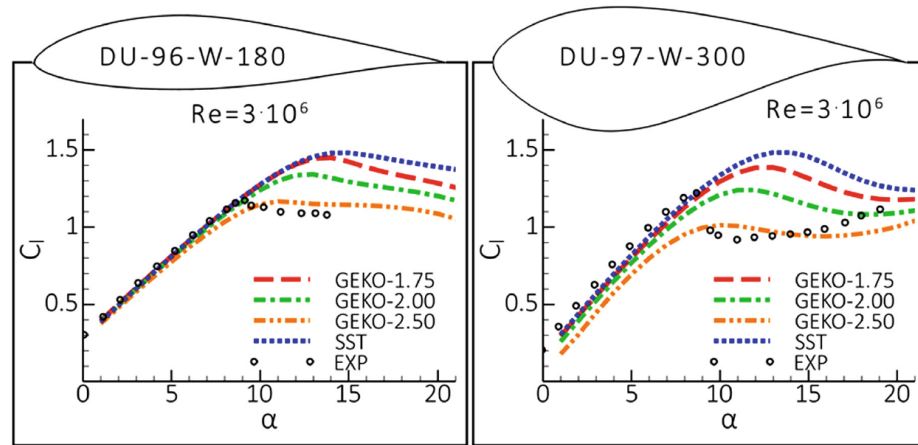 DU-96-W-180
Re=3·10⁶
Cl
1.5
1
0.5
0
5
10
15
20
α
GEKO-1.75
GEKO-2.00
GEKO-2.50
SST
EXP
DU-97-W-300
Re=3·10⁶
Cl
1.5
1
0.5
0
5
10
15
20
α
GEKO-1.75
GEKO-2.00
GEKO-2.50
SST
EXP